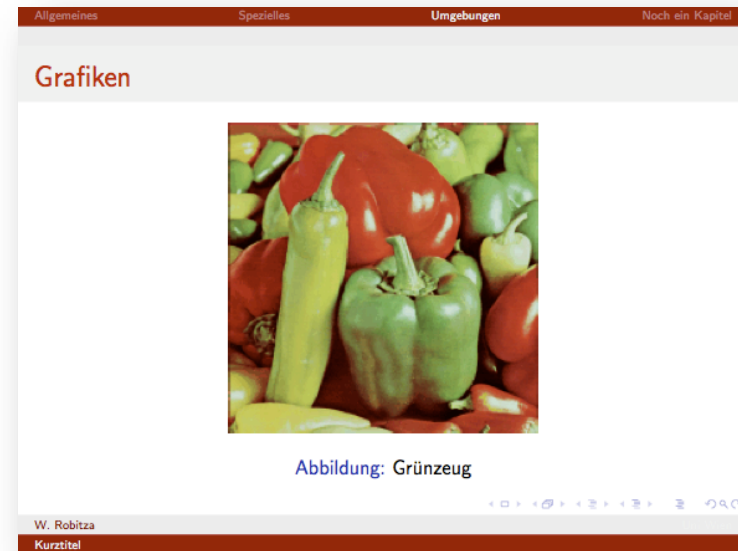 Allgemeines Spezielles Umgebungen Noch ein Kapitel
Grafiken
Abbildung: Grünzeug
W. Robitza
Kurztitel